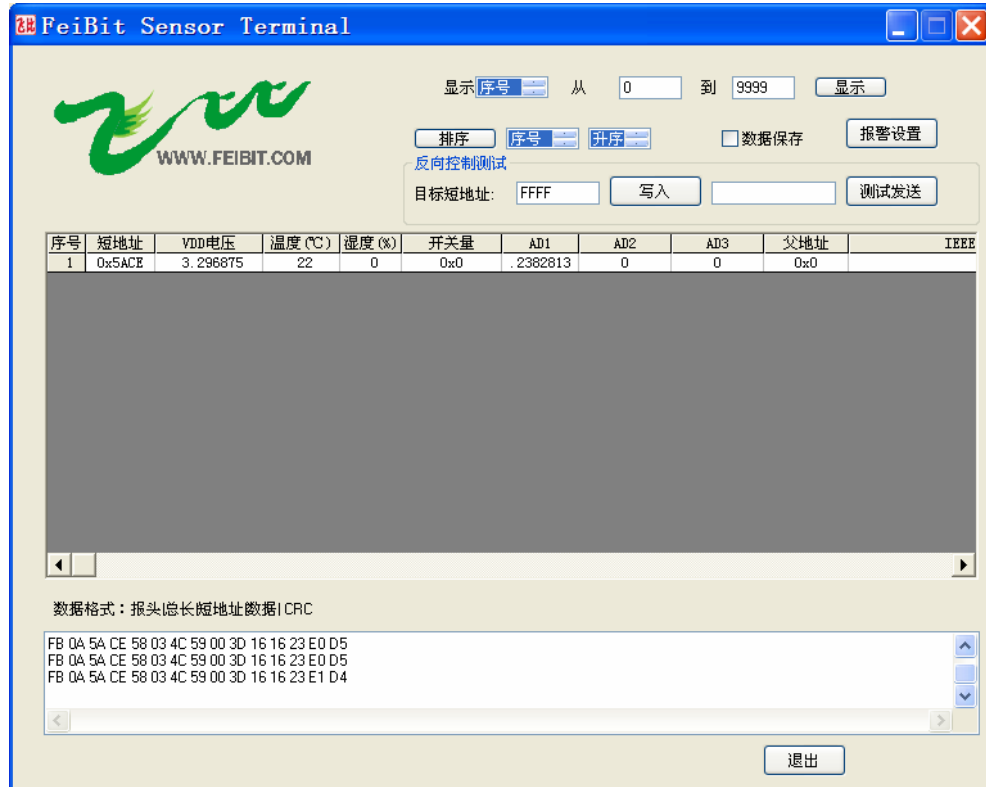 飞比 FeiBit Sensor Terminal
显示 序号 从 0 到 9999 显示
排序 序号 升序 数据保存 报警设置
WWW.FEIBIT.COM
反向控制测试
目标短地址: FFFF 写入 测试发送
序号 短地址 VDD电压 温度(℃) 湿度(%) 开关量 AD1 AD2 AD3 父地址 IEEE
1 0x5ACE 3.296875 22 0 0x0 .2382813 0 0 0x0
数据格式：报头|总长|短地址|数据|CRC
FB 0A 5A CE 58 03 4C 59 00 3D 16 16 23 E0 D5
FB 0A 5A CE 58 03 4C 59 00 3D 16 16 23 E0 D5
FB 0A 5A CE 58 03 4C 59 00 3D 16 16 23 E1 D4
退出